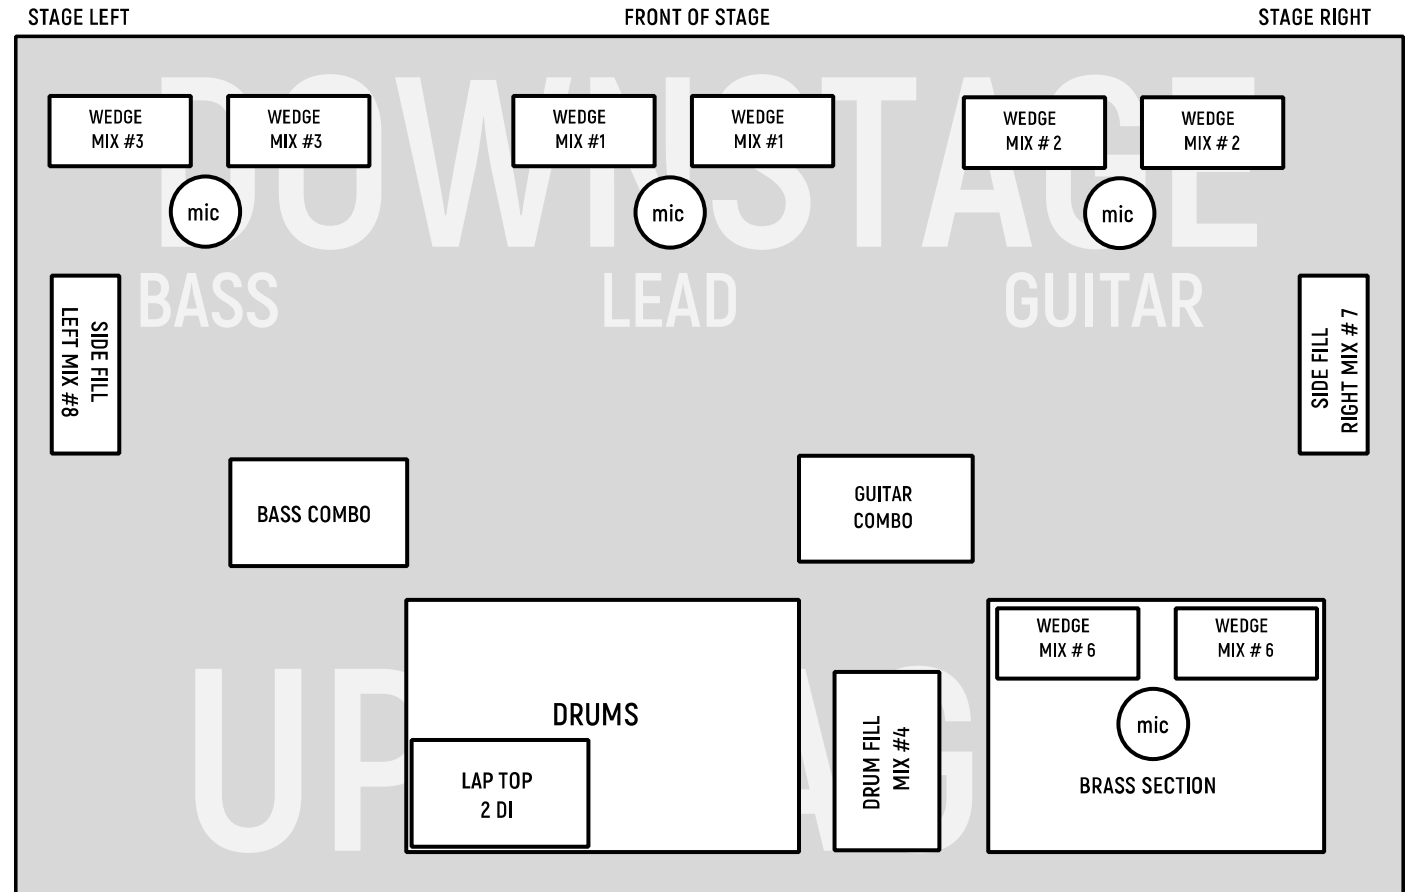 STAGE LEFT
FRONT OF STAGE
STAGE RIGHT
DOWNSTAGE
WEDGE
MIX #3
WEDGE
MIX #3
WEDGE
MIX #1
WEDGE
MIX #1
WEDGE
MIX # 2
WEDGE
MIX # 2
mic
mic
mic
BASS
LEAD
GUITAR
SIDE FILL
LEFT MIX #8
SIDE FILL
RIGHT MIX # 7
BASS COMBO
GUITAR
COMBO
DRUMS
LAP TOP
2 DI
DRUM FILL
MIX #4
WEDGE
MIX # 6
WEDGE
MIX # 6
mic
BRASS SECTION